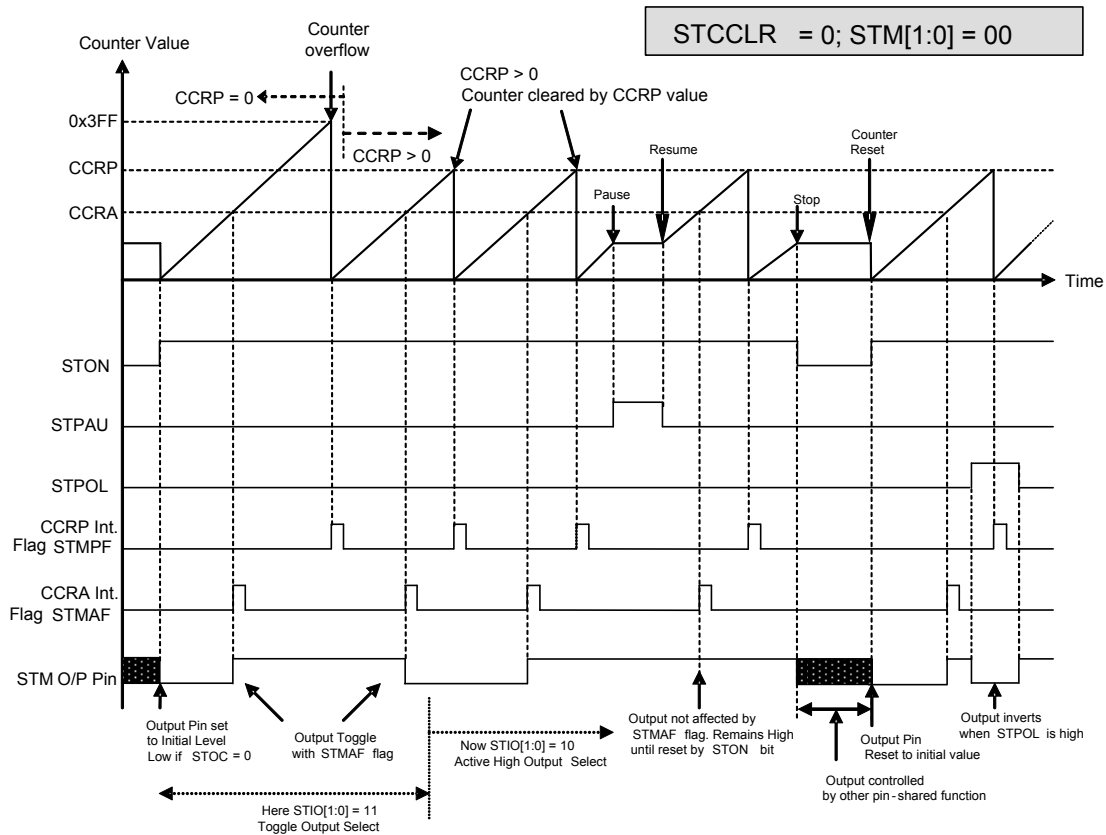 STCCLR = 0; STM[1:0] = 00
Counter Value
Counter
overflow
CCRP = 0
CCRP > 0
CCRP > 0
Counter cleared by CCRP value
0x3FF
CCRP
CCRA
Pause
Resume
Stop
Counter
Reset
Time
STON
STPAU
STPOL
CCRP Int.
Flag STMPF
CCRA Int.
Flag STMAF
STM O/P Pin
Output Pin set
to Initial Level
Low if STOC = 0
Output Toggle
with STMAF flag
Now STIO[1:0] = 10
Active High Output Select
Output not affected by
STMAF flag. Remains High
until reset by STON bit
Output Pin
Reset to initial value
Output inverts
when STPOL is high
Output controlled
by other pin-shared function
Here STIO[1:0] = 11
Toggle Output Select